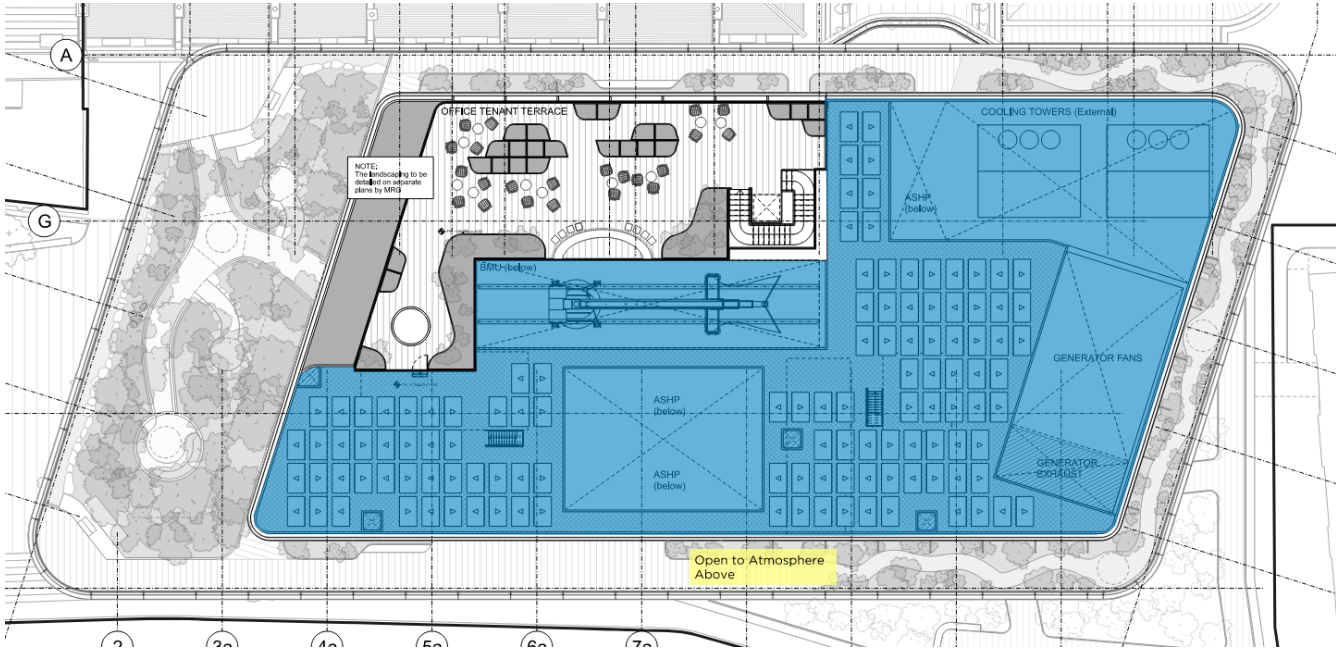 A
OFFICE TENANT TERRACE
COOLING TOWERS (External)
NOTE:
The landscaping to be
detailed on separate
plans by MRG
ASHP
(below)
G
BMU (below)
GENERATOR FANS
ASHP
(below)
ASHP
(below)
GENERATOR
EXHAUST
Open to Atmosphere
Above
2
3a
4a
5a
6a
7a